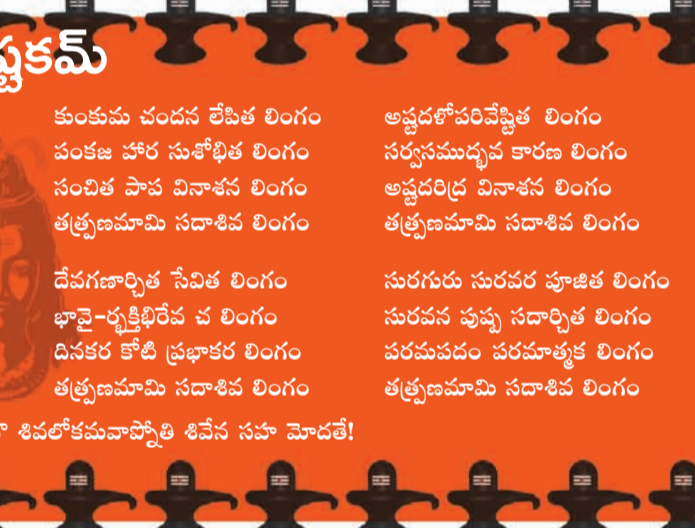 ష్టకమ్
కుంకుమ చందన లేపిత లింగం
పంకజ హార సుశోభిత లింగం
సంచిత పాప వినాశన లింగం
తత్ప్రణమామి సదాశివ లింగం
దేవగణార్చిత సేవిత లింగం
భావై-ర్భక్తిభిరేవ చ లింగం
దినకర కోటి ప్రభాకర లింగం
తత్ప్రణమామి సదాశివ లింగం
అష్టదళోపరివేష్టిత లింగం
సర్వసముద్భవ కారణ లింగం
అష్టదరిద్ర వినాశన లింగం
తత్ప్రణమామి సదాశివ లింగం
సురగురు సురవర పూజిత లింగం
సురవన పుష్ప సదార్చిత లింగం
పరమపదం పరమాత్మక లింగం
తత్ప్రణమామి సదాశివ లింగం
శివలోకమవాప్నోతి శివేన సహ మోదతే!